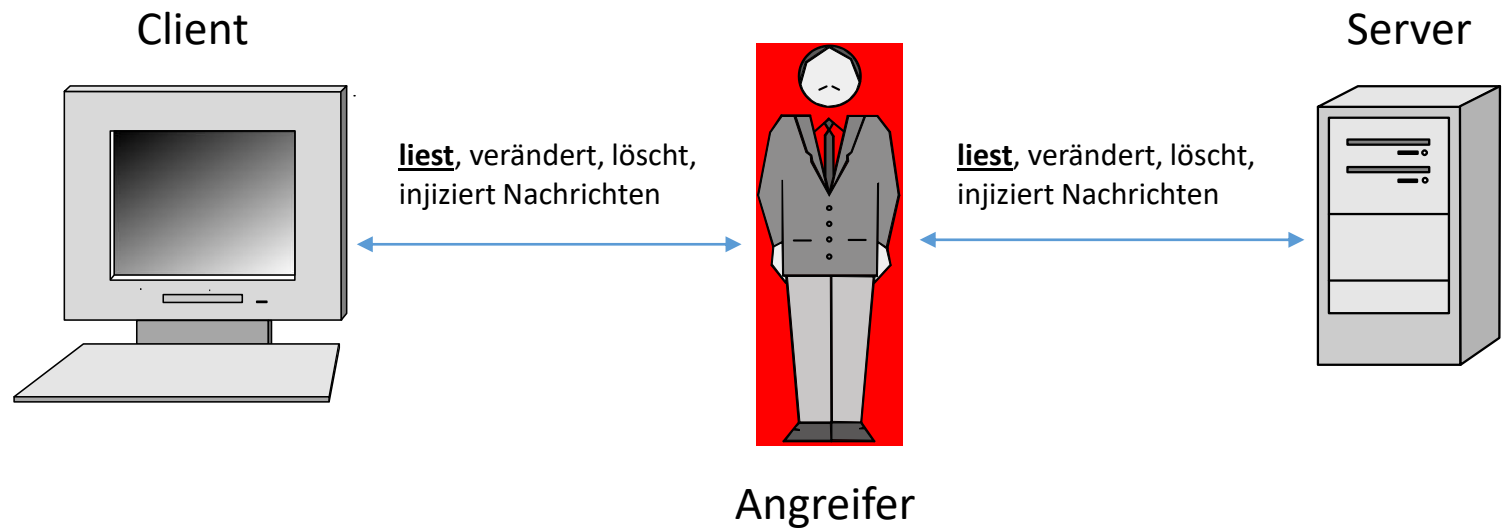 Client
Server
liest, verändert, löscht,
injiziert Nachrichten
liest, verändert, löscht,
injiziert Nachrichten
Angreifer